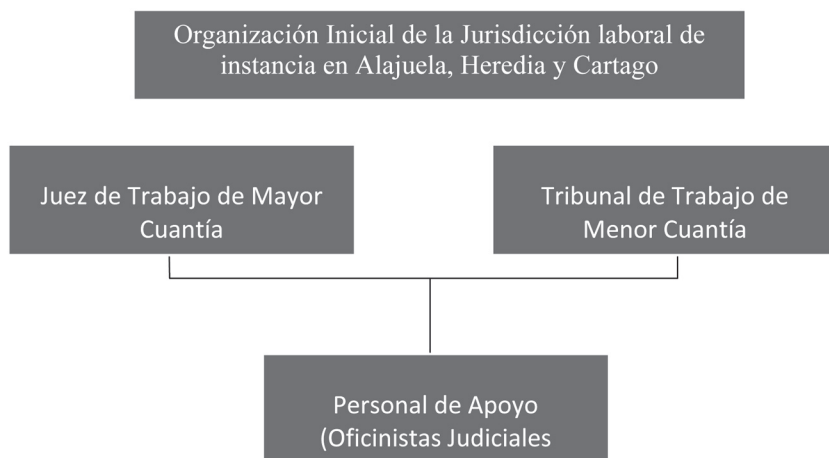 Organización Inicial de la Jurisdicción laboral de
instancia en Alajuela, Heredia y Cartago
Juez de Trabajo de Mayor
Cuantía
Tribunal de Trabajo de
Menor Cuantía
Personal de Apoyo
(Oficinistas Judiciales